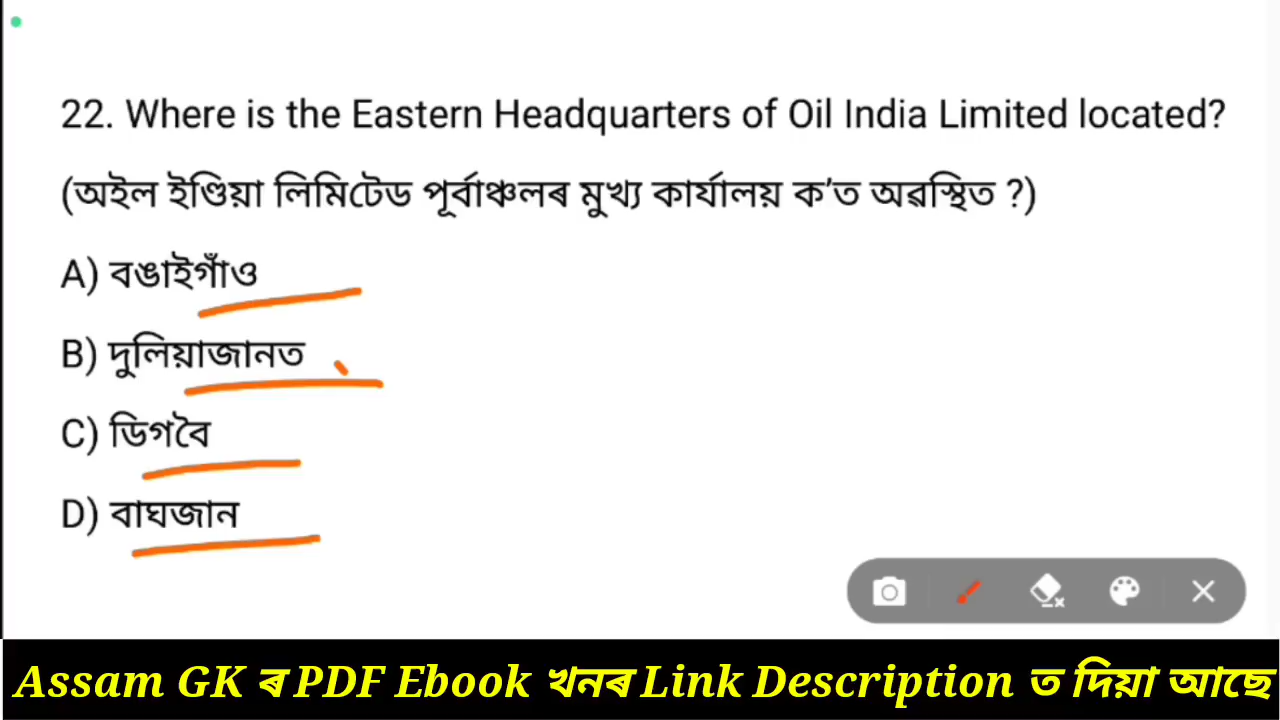 22. Where is the Eastern Headquarters of Oil India Limited located?
(অইল ইণ্ডিয়া লিমিটেড পূৰ্বাঞ্চলৰ মুখ্য কাৰ্যালয় ক’ত অৱস্থিত ?)
A) বঙাইগাঁও
B) দুলিয়াজানত
C) ডিগবৈ
D) বাঘজান
Assam GK ৰ PDF Ebook খনৰ Link Description ত দিয়া আছে